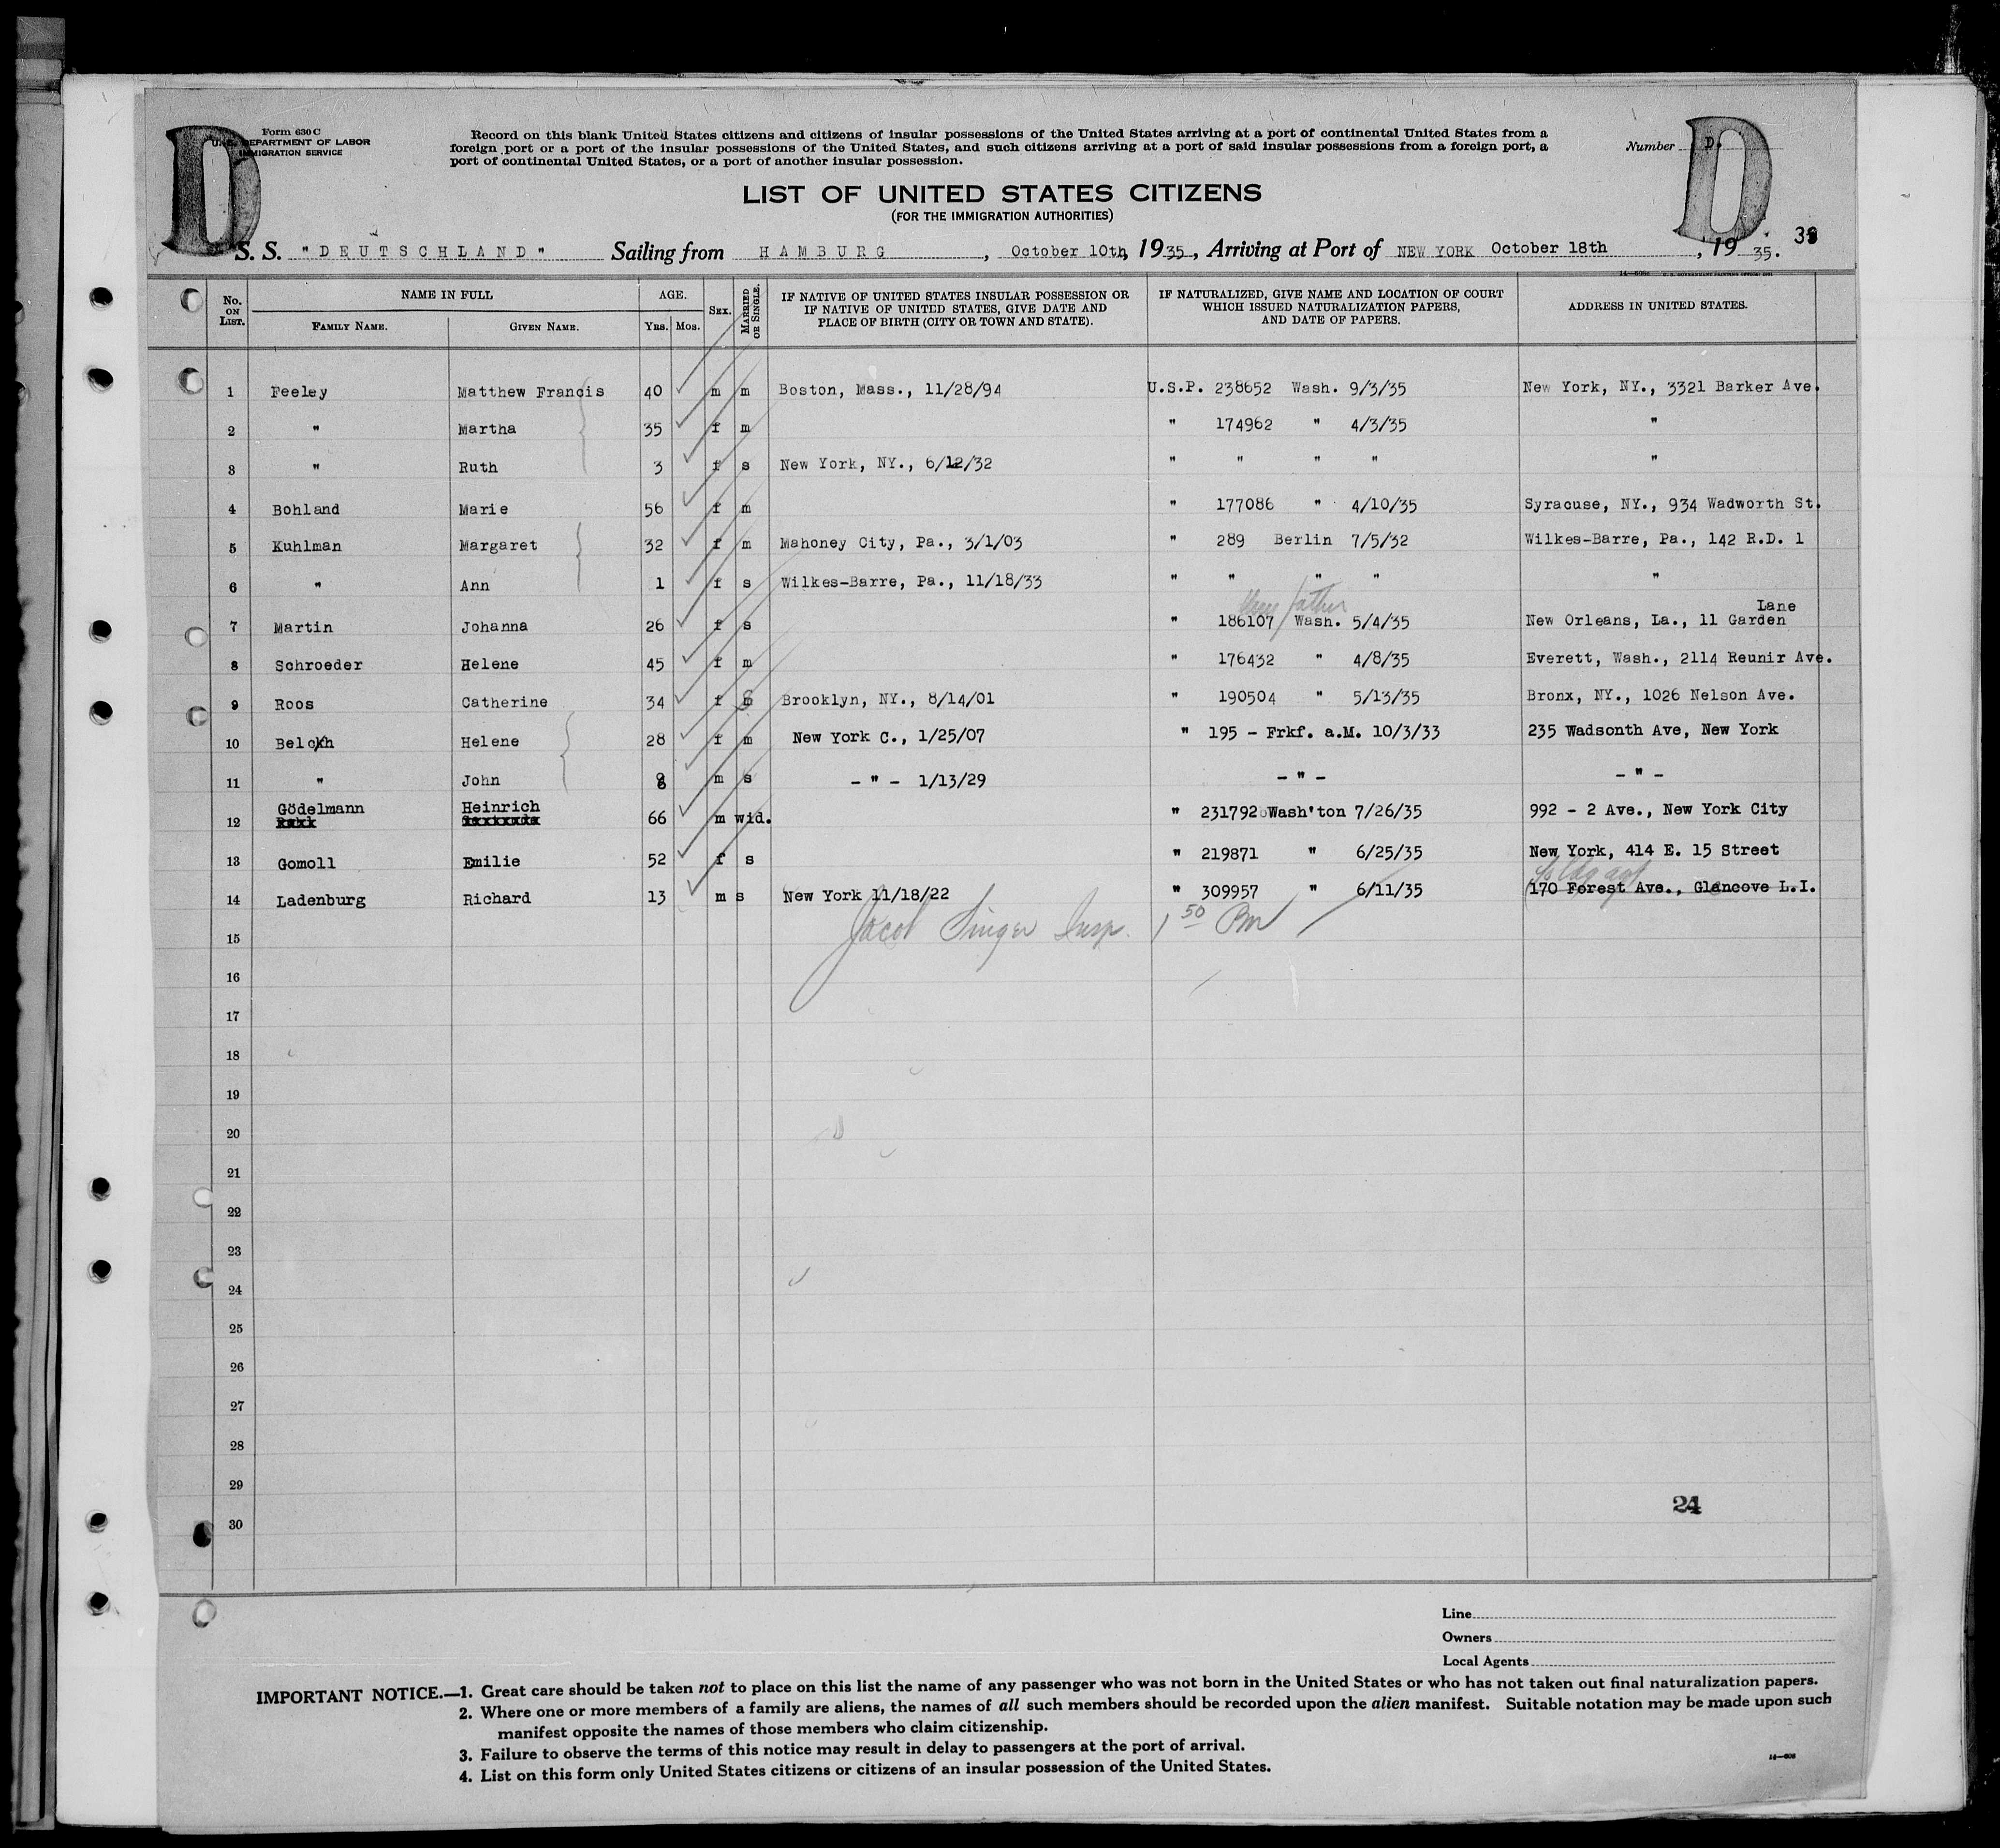 D
Form 630 C
U.S. DEPARTMENT OF LABOR
IMMIGRATION SERVICE
Record on this blank United States citizens and citizens of insular possessions of the United States arriving at a port of continental United States from a
foreign port or a port of the insular possessions of the United States, and such citizens arriving at a port of said insular possessions from a foreign port, a
port of continental United States, or a port of another insular possession.
Number D.
D
LIST OF UNITED STATES CITIZENS
(FOR THE IMMIGRATION AUTHORITIES)
S. S. "DEUTSCHLAND" Sailing from HAMBURG, October 10th, 1935, Arriving at Port of NEW YORK October 18th, 1935.
No. ON LIST. NAME IN FULL AGE. SEX. MARRIED OR SINGLE. IF NATIVE OF UNITED STATES INSULAR POSSESSION OR IF NATIVE OF UNITED STATES, GIVE DATE AND PLACE OF BIRTH (CITY OR TOWN AND STATE). IF NATURALIZED, GIVE NAME AND LOCATION OF COURT WHICH ISSUED NATURALIZATION PAPERS, AND DATE OF PAPERS. ADDRESS IN UNITED STATES.
FAMILY NAME. GIVEN NAME. YRS. MOS.
1 Feeley Matthew Francis 40 m m Boston, Mass., 11/28/94 U.S.P. 238652 Wash. 9/3/35 New York, NY., 3321 Barker Ave.
2 " Martha 35 f m " 174962 " 4/3/35 "
3 " Ruth 3 f s New York, NY., 6/12/32 " " " " "
4 Bohland Marie 56 f m " 177086 " 4/10/35 Syracuse, NY., 934 Wadworth St.
5 Kuhlman Margaret 32 f m Mahoney City, Pa., 3/1/03 " 289 Berlin 7/5/32 Wilkes-Barre, Pa., 142 R.D. 1
6 " Ann 1 f s Wilkes-Barre, Pa., 11/18/33 " " " " "
father
Lane
7 Martin Johanna 26 f s " 186107 Wash. 5/4/35 New Orleans, La., 11 Garden
8 Schroeder Helene 45 f m " 176432 " 4/8/35 Everett, Wash., 2114 Reunir Ave.
9 Roos Catherine 34 f S Brooklyn, NY., 8/14/01 " 190504 " 5/13/35 Bronx, NY., 1026 Nelson Ave.
10 Belch Helene 28 f m New York C., 1/25/07 " 195 - Frkf. a.M. 10/3/33 235 Wadsonth Ave, New York
11 " John m s - " - 1/13/29 - " - - " -
12 Gödelmann Heinrich 66 m wid. " 231792 Wash'ton 7/26/35 992 - 2 Ave., New York City
13 Gomoll Emilie 52 f s " 219871 " 6/25/35 New York, 414 E. 15 Street
14 Ladenburg Richard 13 m s New York 11/18/22 " 309957 " 6/11/35 170 Forest Ave., Glancove L.I.
Jacob Singer Insp. 1 50 Pm
15
16
17
18
19
20
21
22
23
24
25
26
27
28
29
30
24
Line
Owners
Local Agents
IMPORTANT NOTICE.—1. Great care should be taken not to place on this list the name of any passenger who was not born in the United States or who has not taken out final naturalization papers.
2. Where one or more members of a family are aliens, the names of all such members should be recorded upon the alien manifest. Suitable notation may be made upon such
manifest opposite the names of those members who claim citizenship.
3. Failure to observe the terms of this notice may result in delay to passengers at the port of arrival.
4. List on this form only United States citizens or citizens of an insular possession of the United States.